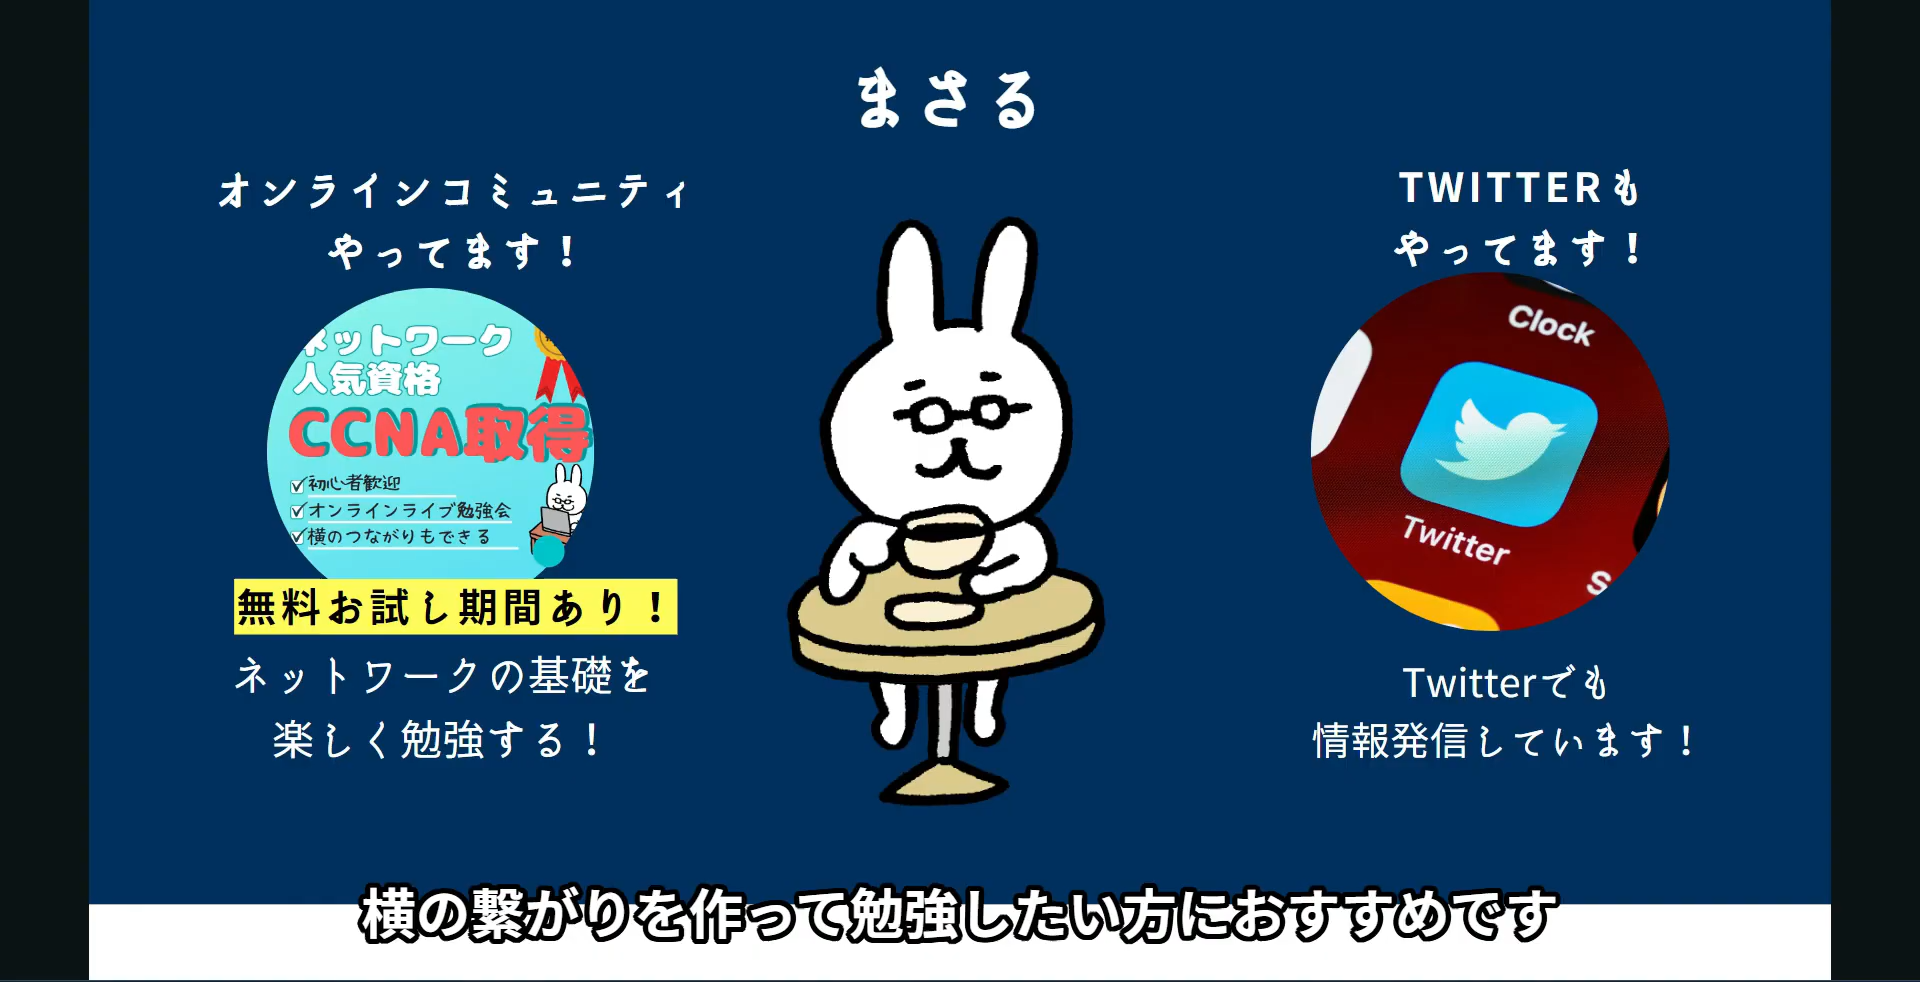 まさる
オンラインコミュニティ
やってます！
ネットワーク
人気資格
CCNA取得
初心者歓迎
オンラインライブ勉強会
横のつながりもできる
無料お試し期間あり！
ネットワークの基礎を
楽しく勉強する！
TWITTERも
やってます！
Clock
Twitter
S
Twitterでも
情報発信しています！
横の繋がりを作って勉強したい方におすすめです